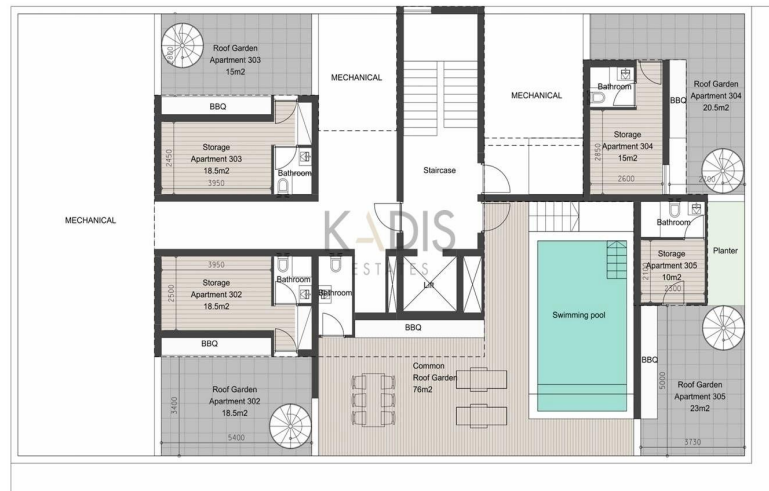 Roof Garden
Apartment 303
15m2
2800
BBQ
MECHANICAL
MECHANICAL
Roof Garden
Apartment 304
20.5m2
BBQ
Bathroom
Storage
Apartment 304
15m2
2850
2600
2700
Storage
Apartment 303
18.5m2
2450
3950
Bathroom
Staircase
MECHANICAL
KADIS
ESTATES
Bathroom
Planter
Storage
Apartment 305
10m2
2300
3950
Storage
Apartment 302
18.5m2
2500
Bathroom
Bathroom
Lift
BBQ
Swimming pool
BBQ
Roof Garden
Apartment 302
18.5m2
3400
5400
Common
Roof Garden
76m2
BBQ
5000
Roof Garden
Apartment 305
23m2
3730